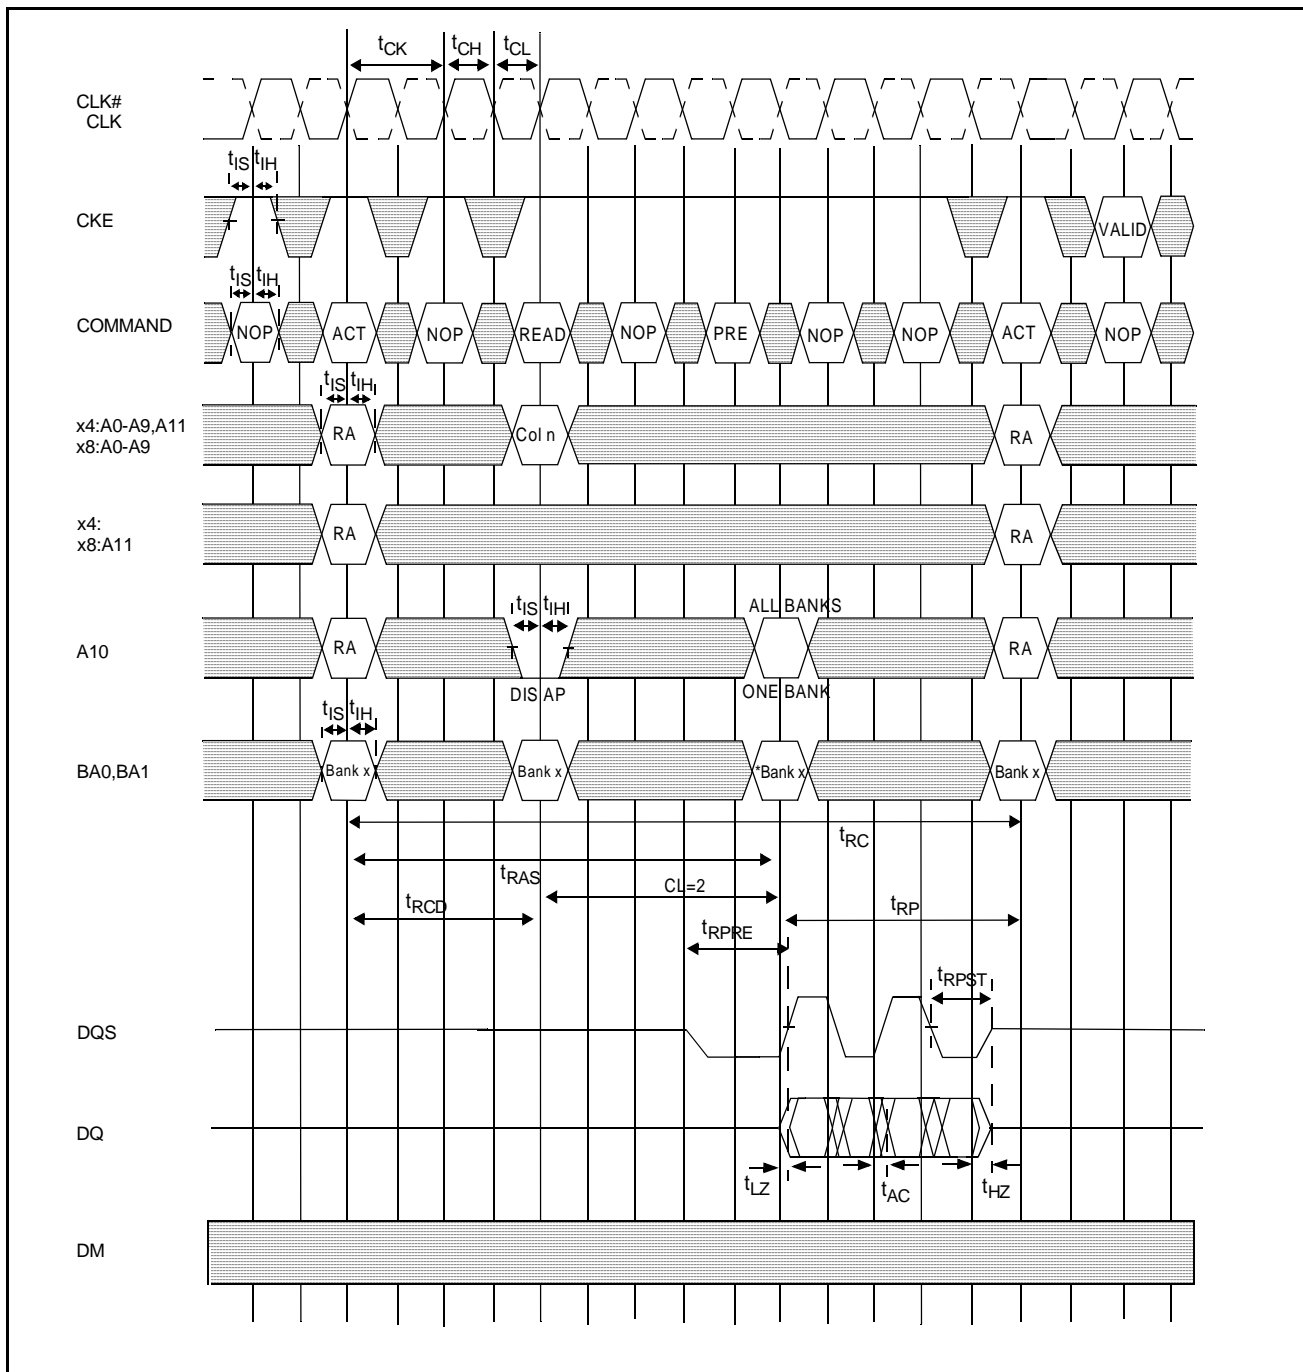 tCK tCH tCL
CLK#
CLK
tIS tIH
CKE
VALID
tIS tIH
COMMAND
NOP ACT NOP READ NOP PRE NOP NOP ACT NOP
tIS tIH
x4:A0-A9,A11
x8:A0-A9
RA Col n RA
x4:
x8:A11
RA RA
tIS tIH ALL BANKS
A10
RA RA
DIS AP ONE BANK
tIS tIH
BA0,BA1
Bank x Bank x *Bank x Bank x
tRC
tRAS
CL=2
tRCD tRP
tRPRE
tRPST
DQS
DQ
tLZ tAC tHZ
DM